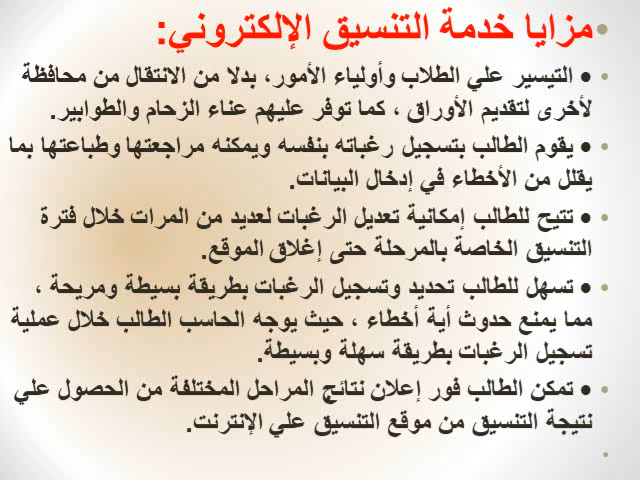 •مزايا خدمة التنسيق الإلكتروني:
• ● التيسير علي الطلاب وأولياء الأمور، بدلا من الانتقال من محافظة
لأخرى لتقديم الأوراق ، كما توفر عليهم عناء الزحام والطوابير.
• ● يقوم الطالب بتسجيل رغباته بنفسه ويمكنه مراجعتها وطباعتها بما
يقلل من الأخطاء في إدخال البيانات.
• ● تتيح للطالب إمكانية تعديل الرغبات لعديد من المرات خلال فترة
التنسيق الخاصة بالمرحلة حتى إغلاق الموقع.
• ● تسهل للطالب تحديد وتسجيل الرغبات بطريقة بسيطة ومريحة ،
مما يمنع حدوث أية أخطاء ، حيث يوجه الحاسب الطالب خلال عملية
تسجيل الرغبات بطريقة سهلة وبسيطة.
• ● تمكن الطالب فور إعلان نتائج المراحل المختلفة من الحصول علي
نتيجة التنسيق من موقع التنسيق علي الإنترنت.
•